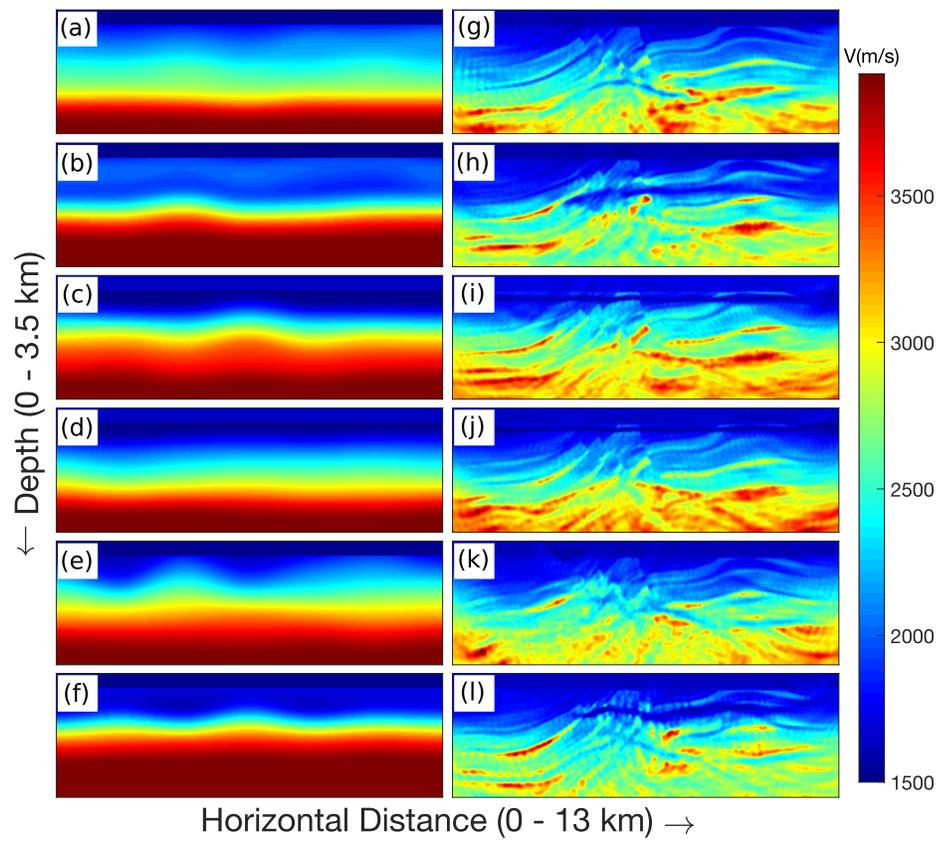 (a)
(g)
V(m/s)
(b)
(h)
3500
(c)
(i)
3000
← Depth (0 - 3.5 km)
(d)
(j)
2500
(e)
(k)
2000
(f)
(l)
1500
Horizontal Distance (0 - 13 km) →